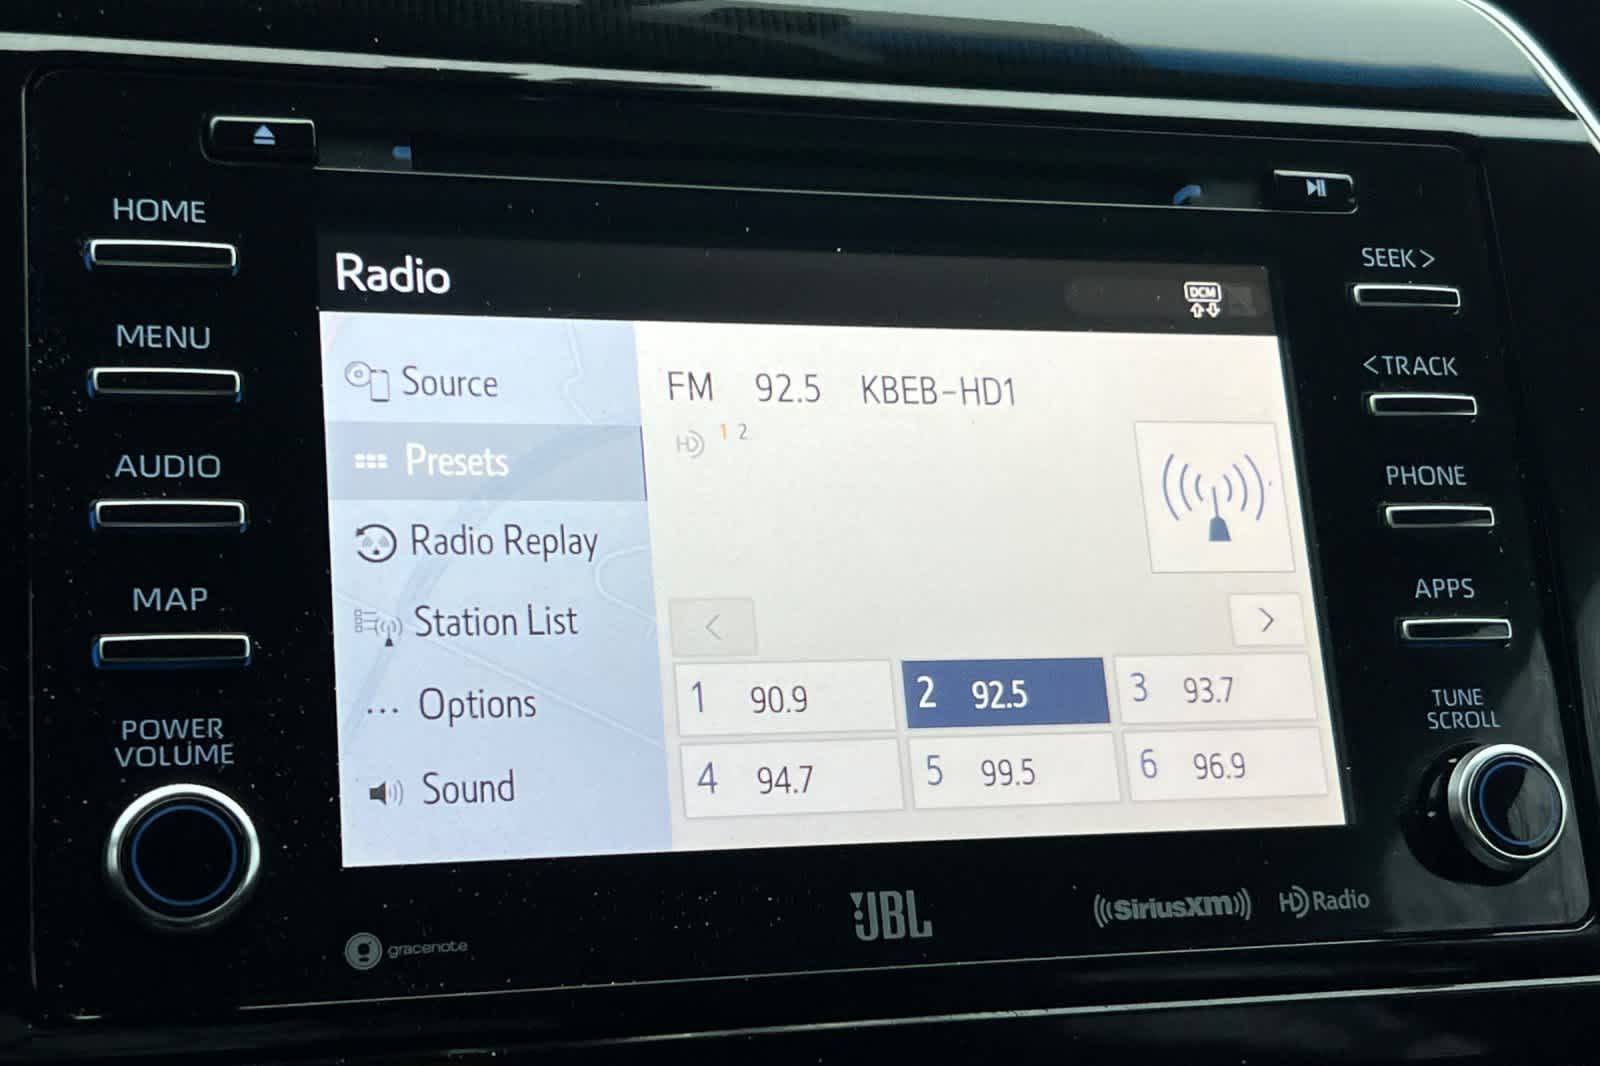 HOME
MENU
AUDIO
MAP
POWER
VOLUME
Radio
DCM
Source
Presets
Radio Replay
Station List
... Options
Sound
FM 92.5 KBEB-HD1
HD 1 2
< >
1 90.9
2 92.5
3 93.7
4 94.7
5 99.5
6 96.9
SEEK >
< TRACK
PHONE
APPS
TUNE
SCROLL
g gracenote
JBL
SiriusXM
HD Radio